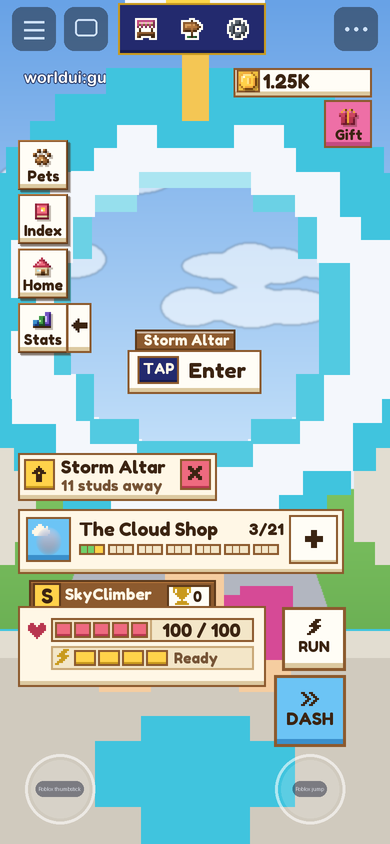 worldui:gu
1.25K
Gift
Pets
Index
Home
Stats
Storm Altar
TAP Enter
Storm Altar
11 studs away
The Cloud Shop 3/21
S SkyClimber 0
100 / 100
Ready
RUN
DASH
Roblox thumbstick
Roblox jump